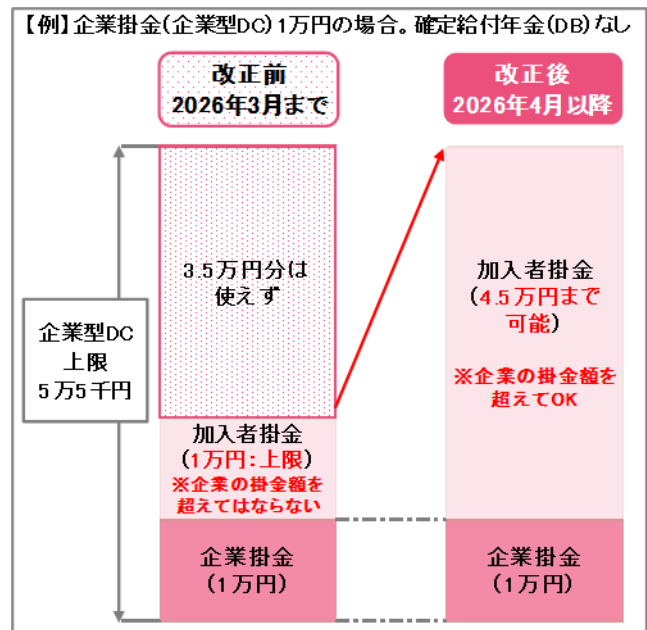 【例】企業掛金(企業型DC)1万円の場合。確定給付年金(DB)なし
改正前
2026年3月まで
改正後
2026年4月以降
企業型DC
上限
5万5千円
3.5万円分は
使えず
加入者掛金
(1万円:上限)
※企業の掛金額を
超えてはならない
企業掛金
(1万円)
加入者掛金
(4.5万円まで
可能)
※企業の掛金額を
超えてOK
企業掛金
(1万円)